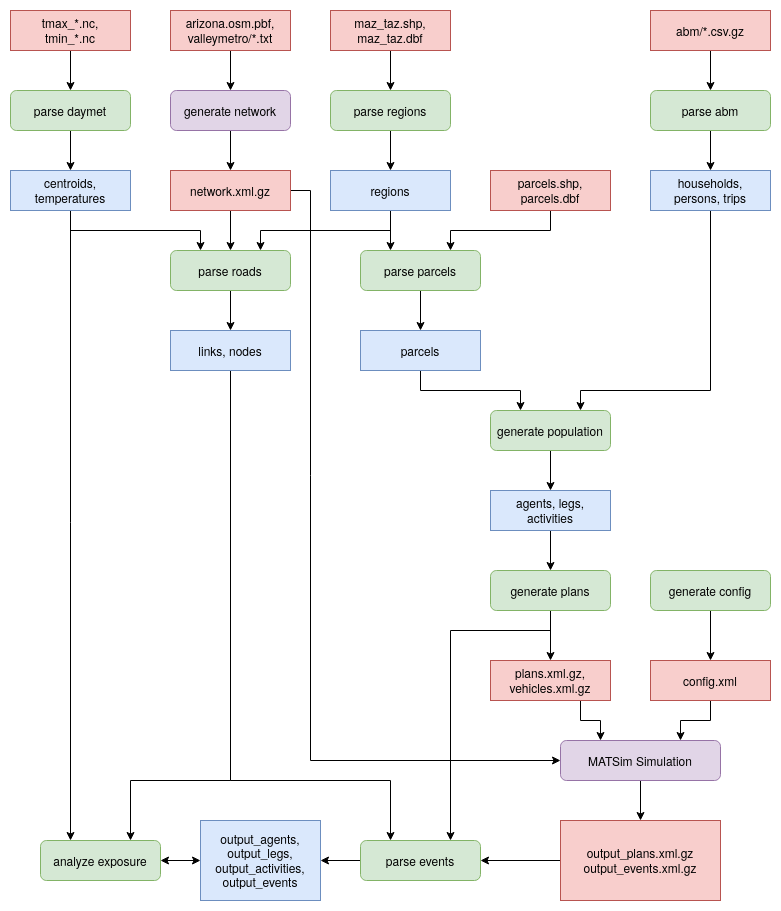 tmax_*.nc,
tmin_*.nc
arizona.osm.pbf,
valleymetro/*.txt
maz_taz.shp,
maz_taz.dbf
abm/*.csv.gz
parse daymet
generate network
parse regions
parse abm
centroids,
temperatures
network.xml.gz
regions
parcels.shp,
parcels.dbf
households,
persons, trips
parse roads
parse parcels
links, nodes
parcels
generate population
agents, legs,
activities
generate plans
generate config
plans.xml.gz,
vehicles.xml.gz
config.xml
MATSim Simulation
analyze exposure
output_agents,
output_legs,
output_activities,
output_events
parse events
output_plans.xml.gz
output_events.xml.gz